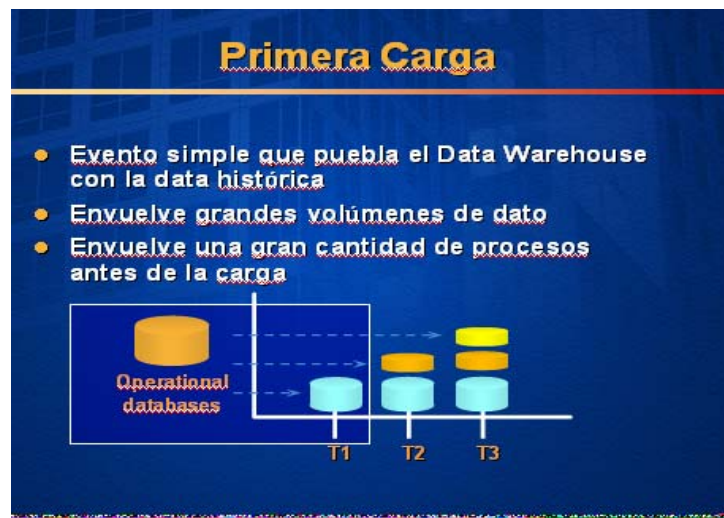 Primera Carga
Evento simple que puebla el Data Warehouse
con la data histórica
Envuelve grandes volúmenes de dato
Envuelve una gran cantidad de procesos
antes de la carga
Operational
databases
T1 T2 T3